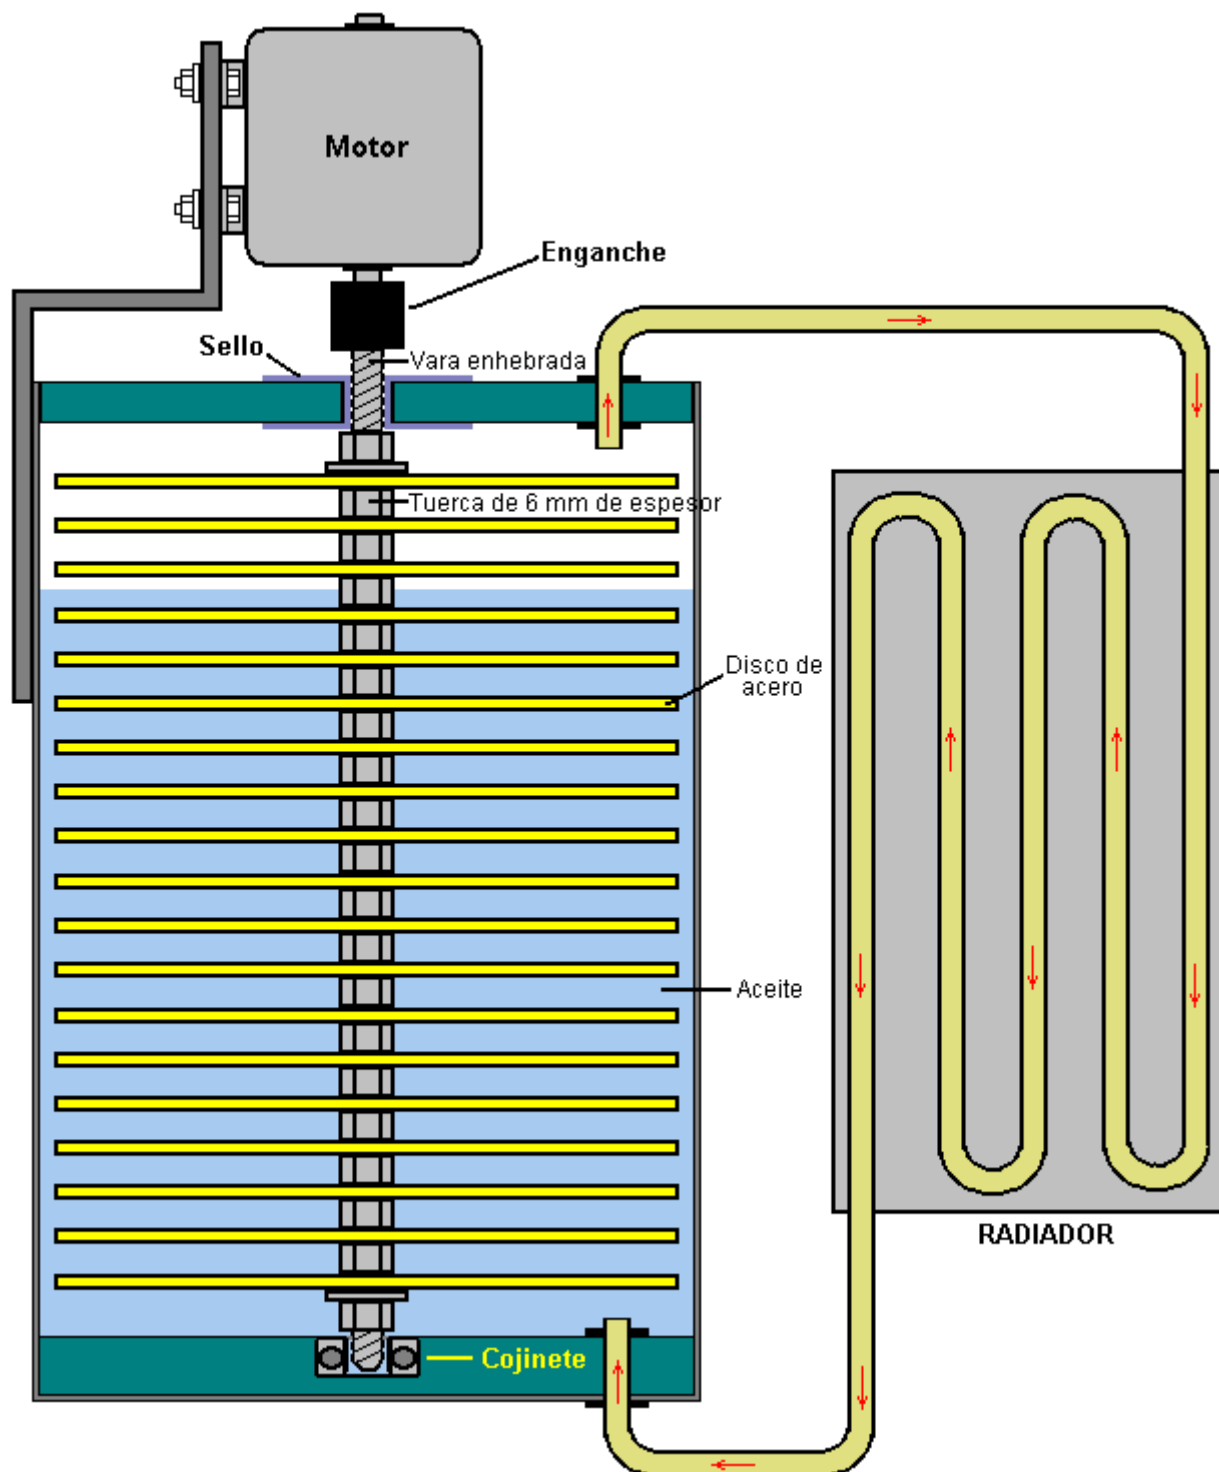 Motor
Enganche
Sello
Vara enhebrada
Tuerca de 6 mm de espesor
Disco de
acero
Aceite
RADIADOR
Cojinete